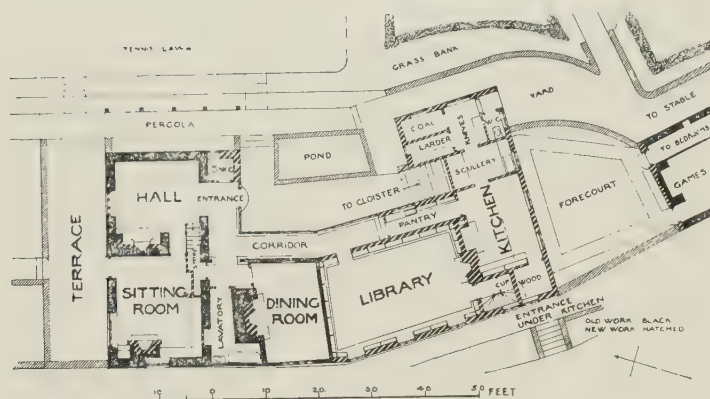 TENNIS LAWN
GRASS BANK
YARD
TO STABLE
PERGOLA
COAL
LARDER
KNIVES
W.C.
TO BLDR'NS
GAMES
POND
SCULLERY
HALL
ENTRANCE
W.C.
TO CLOISTER
FORECOURT
PANTRY
KITCHEN
TERRACE
CORRIDOR
LIBRARY
SITTING
ROOM
LAVATORY
DINING
ROOM
CUP
WOOD
ENTRANCE
UNDER KITCHEN
OLD WORK BLACK
NEW WORK HATCHED
10 0 10 20 30 40 50 FEET